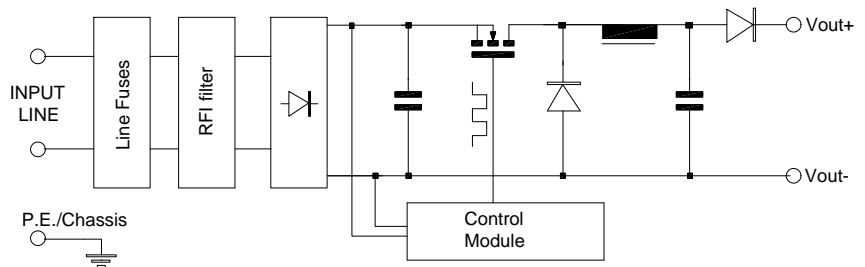 INPUT
LINE
Line Fuses
RFI filter
Vout+
Vout-
P.E./Chassis
Control
Module